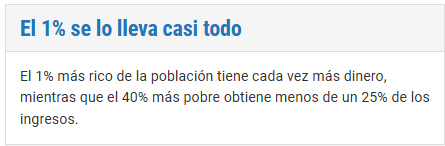 El 1% se lo lleva casi todo
El 1% más rico de la población tiene cada vez más dinero,
mientras que el 40% más pobre obtiene menos de un 25% de los
ingresos.